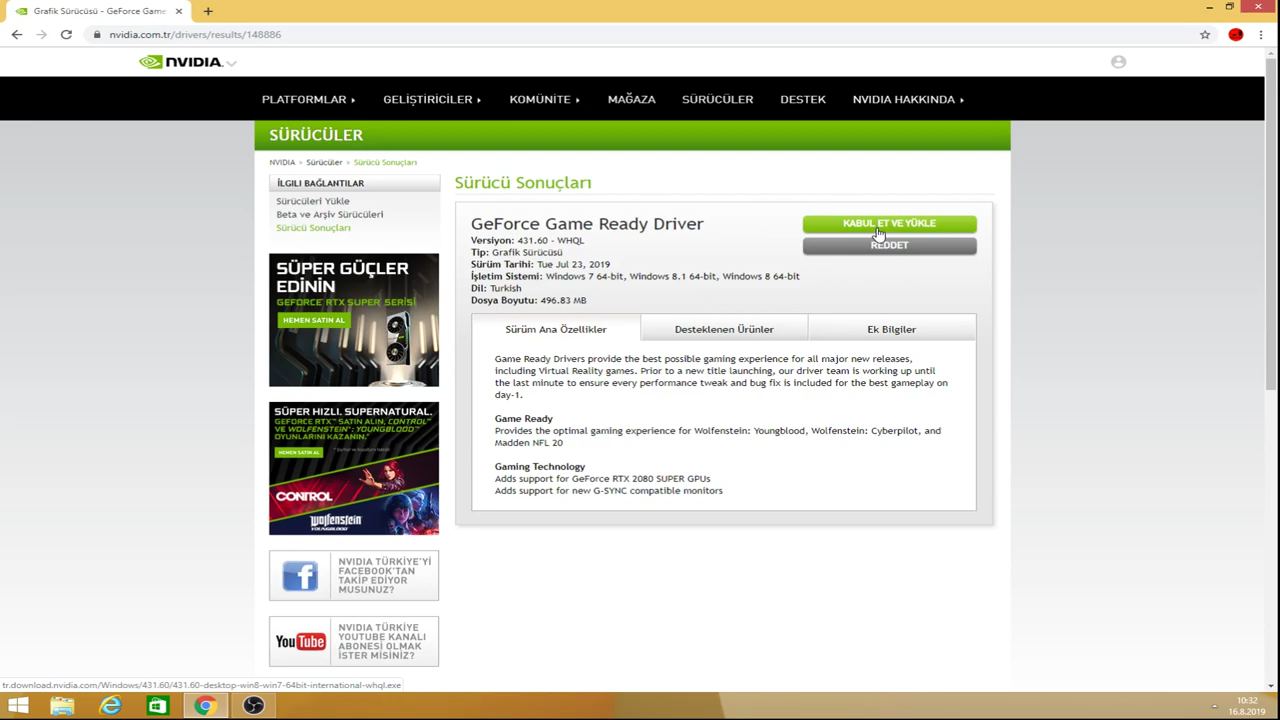 Grafik Sürücüsü - GeForce Game
nvidia.com.tr/drivers/results/148886
NVIDIA.
PLATFORMLAR
GELİŞTİRİCİLER
KOMÜNİTE
MAĞAZA
SÜRÜCÜLER
DESTEK
NVIDIA HAKKINDA
SÜRÜCÜLER
NVIDIA > Sürücüler > Sürücü Sonuçları
İLGILI BAĞLANTILAR
Sürücüleri Yükle
Beta ve Arşiv Sürücüleri
Sürücü Sonuçları
SÜPER GÜÇLER
EDİNİN
GEFORCE RTX SUPER SERİSİ
HEMEN SATIN AL
SÜPER HIZLI. SUPERNATURAL.
GEFORCE RTX™ SATIN ALIN, CONTROL™
VE WOLFENSTEIN®: YOUNGBLOOD™
OYUNLARINI KAZANIN.*
HEMEN SATIN AL
CONTROL
Wolfenstein
YOUNGBLOOD
NVIDIA TÜRKİYE'Yİ
FACEBOOK'TAN
TAKİP EDİYOR
MUSUNUZ?
You Tube
NVIDIA TÜRKİYE
YOUTUBE KANALI
ABONESİ OLMAK
İSTER MİSİNİZ?
Sürücü Sonuçları
GeForce Game Ready Driver
Versiyon: 431.60 - WHQL
Tip: Grafik Sürücüsü
Sürüm Tarihi: Tue Jul 23, 2019
İşletim Sistemi: Windows 7 64-bit, Windows 8.1 64-bit, Windows 8 64-bit
Dil: Turkish
Dosya Boyutu: 496.83 MB
KABUL ET VE YÜKLE
REDDET
Sürüm Ana Özellikler
Desteklenen Ürünler
Ek Bilgiler
Game Ready Drivers provide the best possible gaming experience for all major new releases,
including Virtual Reality games. Prior to a new title launching, our driver team is working up until
the last minute to ensure every performance tweak and bug fix is included for the best gameplay on
day-1.
Game Ready
Provides the optimal gaming experience for Wolfenstein: Youngblood, Wolfenstein: Cyberpilot, and
Madden NFL 20
Gaming Technology
Adds support for GeForce RTX 2080 SUPER GPUs
Adds support for new G-SYNC compatible monitors
tr.download.nvidia.com/Windows/431.60/431.60-desktop-win8-win7-64bit-international-whql.exe
10:32
16.8.2019